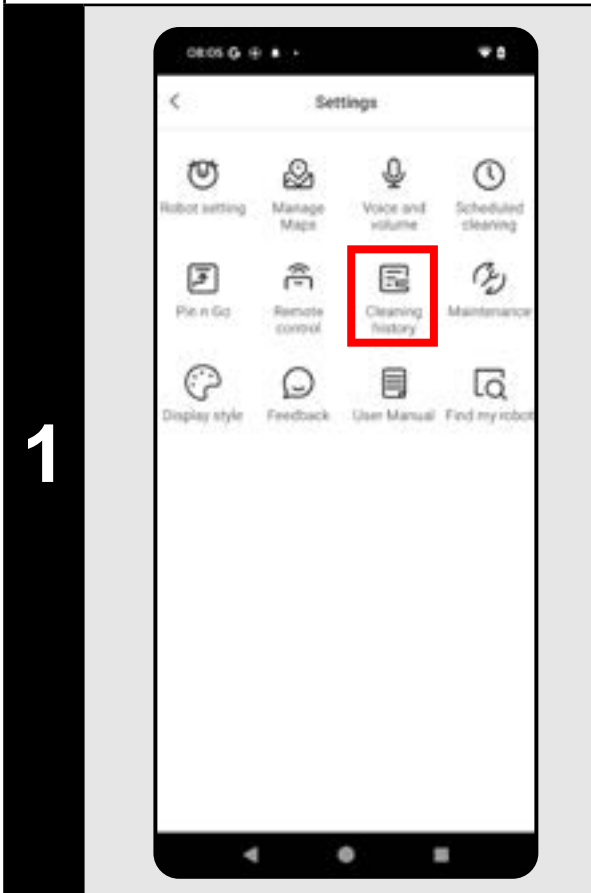 08:05 G
Settings
Robot setting
Manage
Maps
Voice and
volume
Scheduled
cleaning
Pin n Go
Remote
control
Cleaning
history
Maintenance
Display style
Feedback
User Manual
Find my robot
1